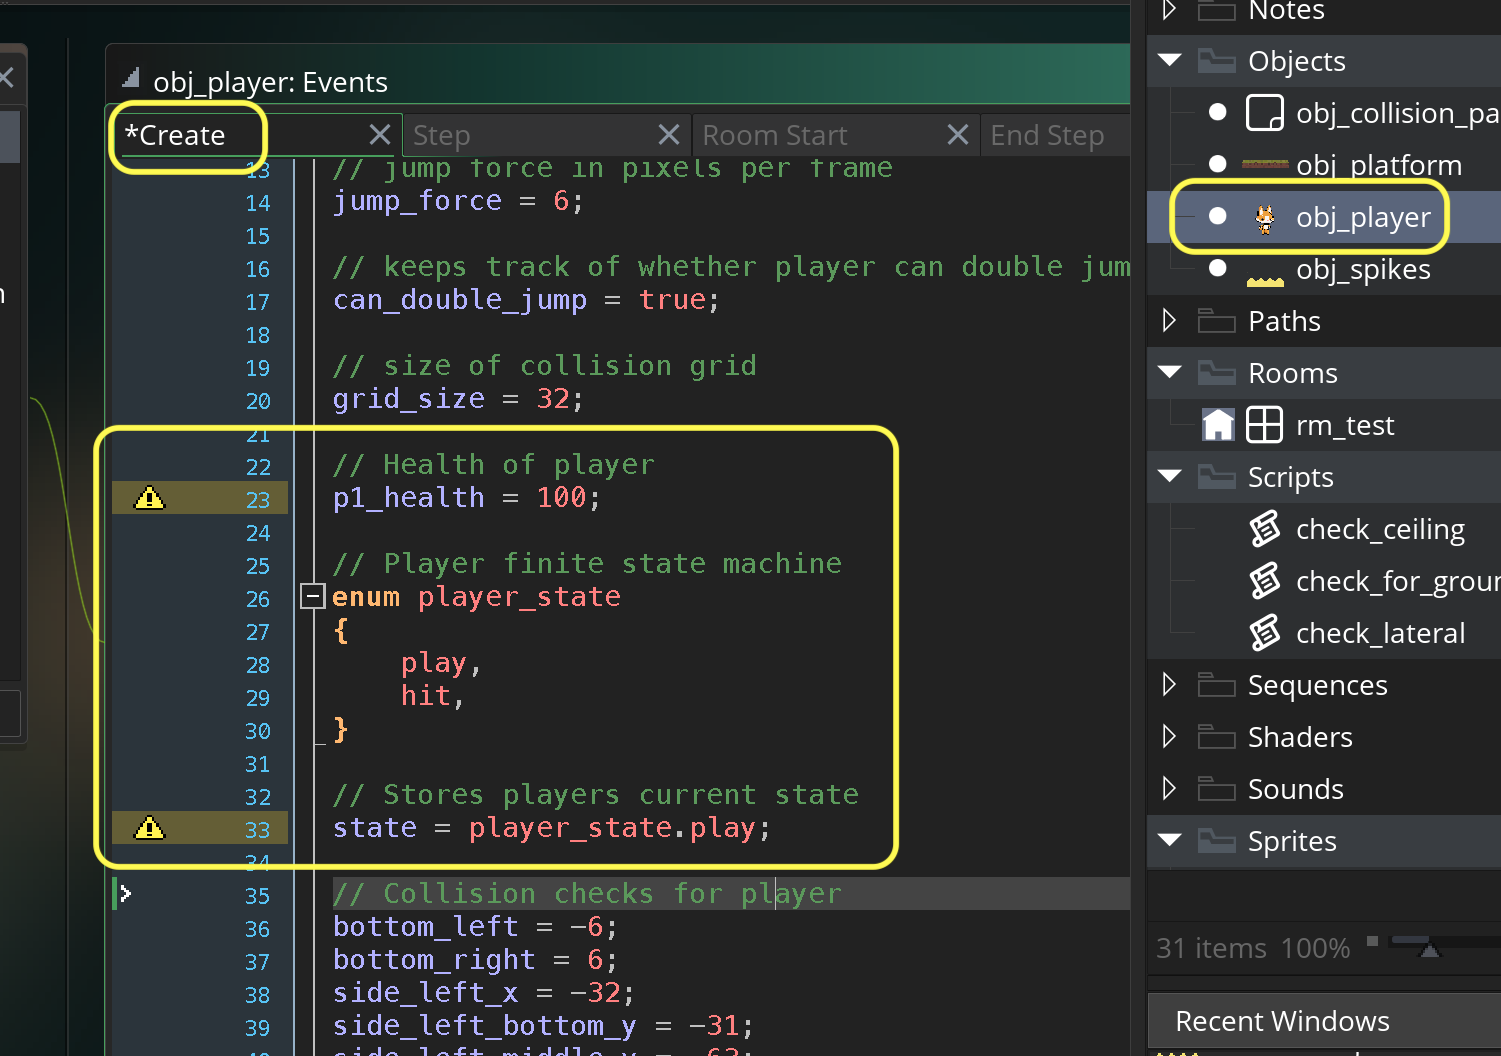 obj_player: Events
*Create
Step
Room Start
End Step
13 // jump force in pixels per frame
14 jump_force = 6;
15
16 // keeps track of whether player can double jum
17 can_double_jump = true;
18
19 // size of collision grid
20 grid_size = 32;
21
22 // Health of player
23 p1_health = 100;
24
25 // Player finite state machine
26 enum player_state
27 {
28 play,
29 hit,
30 }
31
32 // Stores players current state
33 state = player_state.play;
34
35 // Collision checks for player
36 bottom_left = -6;
37 bottom_right = 6;
38 side_left_x = -32;
39 side_left_bottom_y = -31;
Notes
Objects
obj_collision_pa
obj_platform
obj_player
obj_spikes
Paths
Rooms
rm_test
Scripts
check_ceiling
check_for_groun
check_lateral
Sequences
Shaders
Sounds
Sprites
31 items 100%
Recent Windows